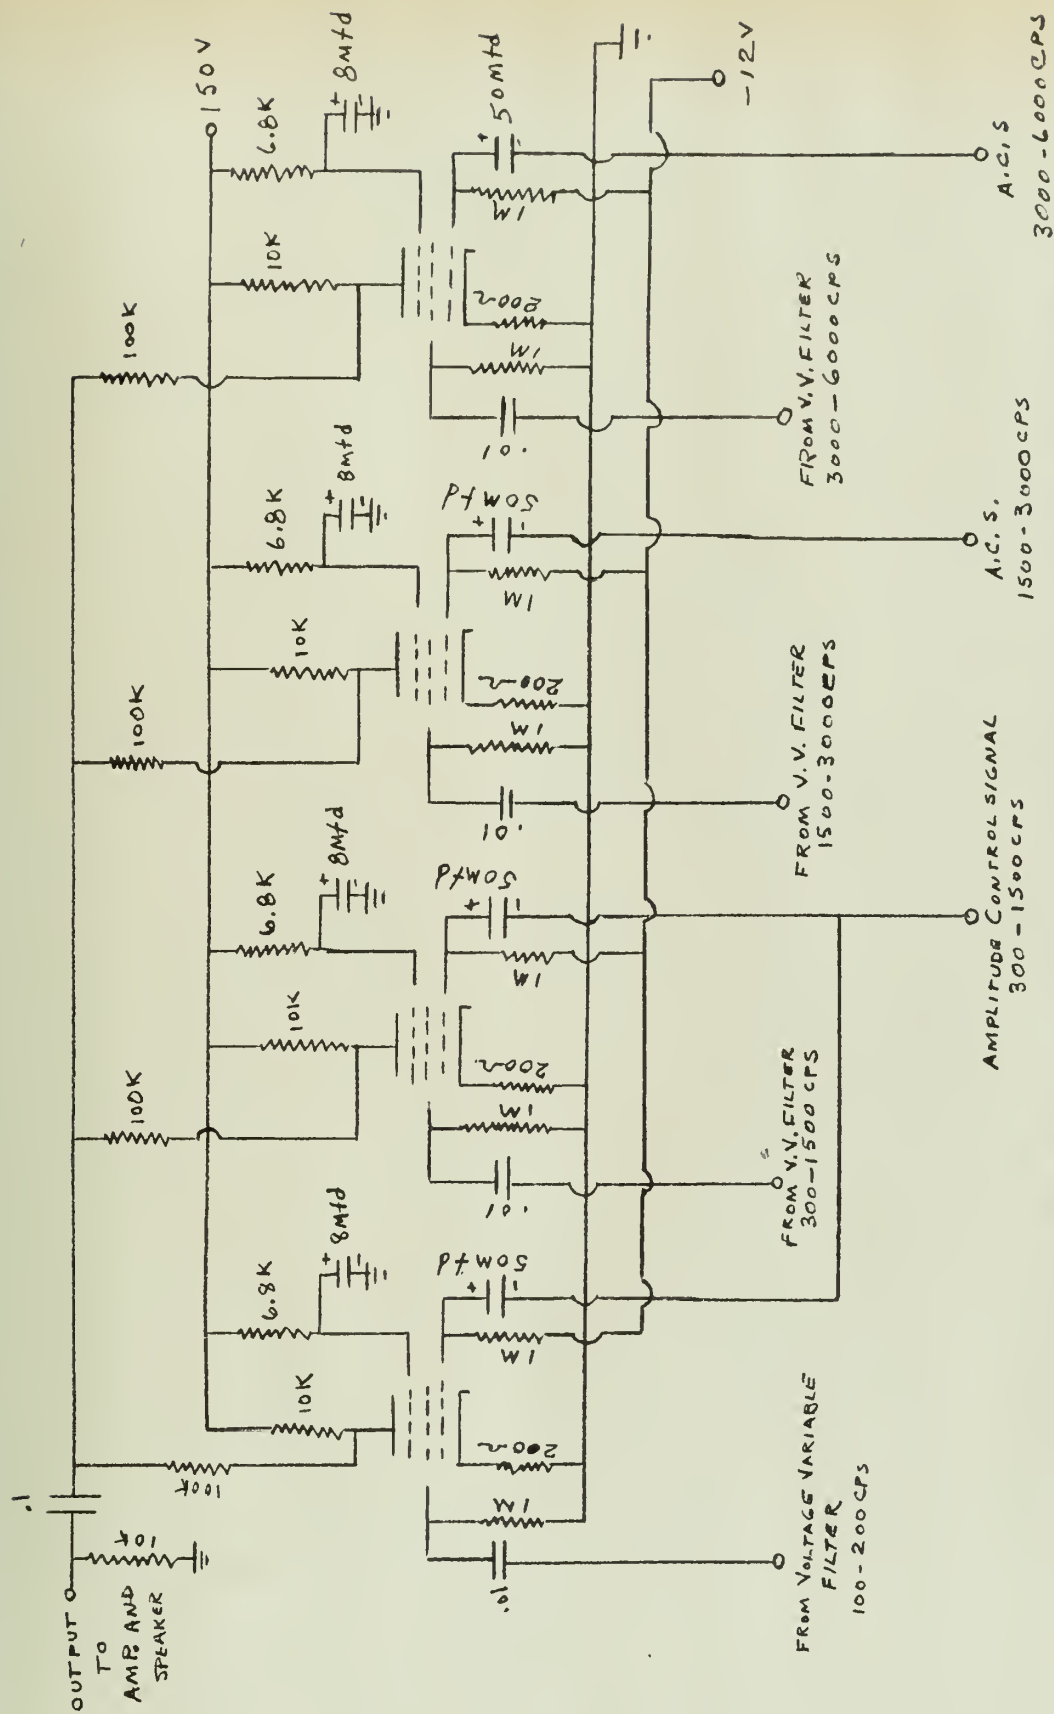 OUTPUT
TO
AMP. AND
SPEAKER
10K
.1
100K
100K
100K
100K
150V
10K
6.8K
+ 8Mfd -
10K
6.8K
+ 8Mfd -
10K
6.8K
+ 8Mfd -
10K
6.8K
+ 8Mfd -
.01
1M
200Ω
1M
+ 50Mfd -
.01
1M
200Ω
1M
+ 50Mfd -
.01
1M
200Ω
1M
+ 50Mfd -
.01
1M
200Ω
1M
+ 50Mfd -
-12V
FROM VOLTAGE VARIABLE
FILTER
100-200 CPS
FROM V.V. FILTER
300-1500 CPS
FROM V.V. FILTER
1500-3000CPS
FROM V.V. FILTER
3000-6000CPS
AMPLITUDE CONTROL SIGNAL
300-1500CPS
A.C.S.
1500-3000CPS
A.C.S
3000-6000CPS